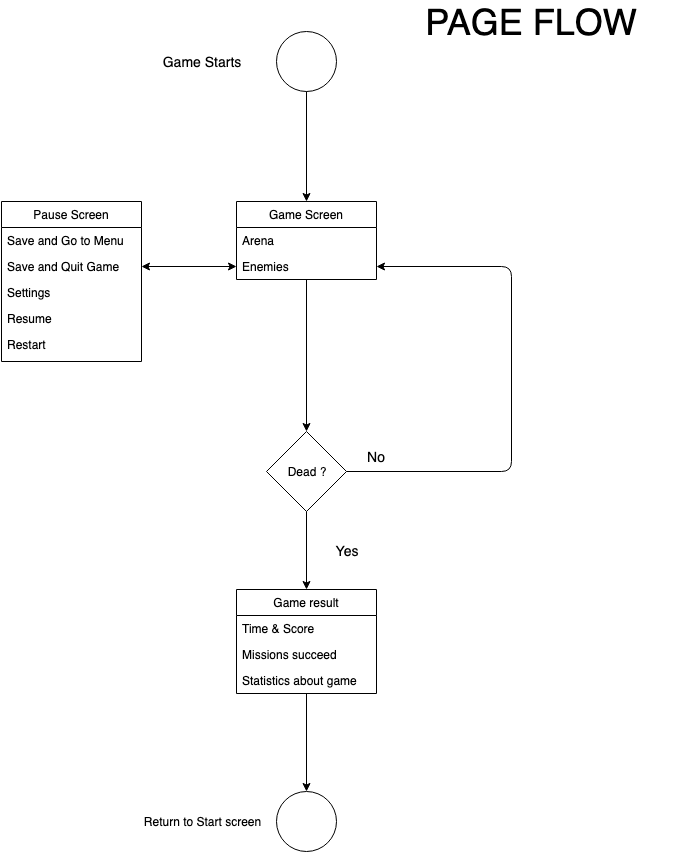 PAGE FLOW
Game Starts
Pause Screen
Save and Go to Menu
Save and Quit Game
Settings
Resume
Restart
Game Screen
Arena
Enemies
Dead ?
No
Yes
Game result
Time & Score
Missions succeed
Statistics about game
Return to Start screen